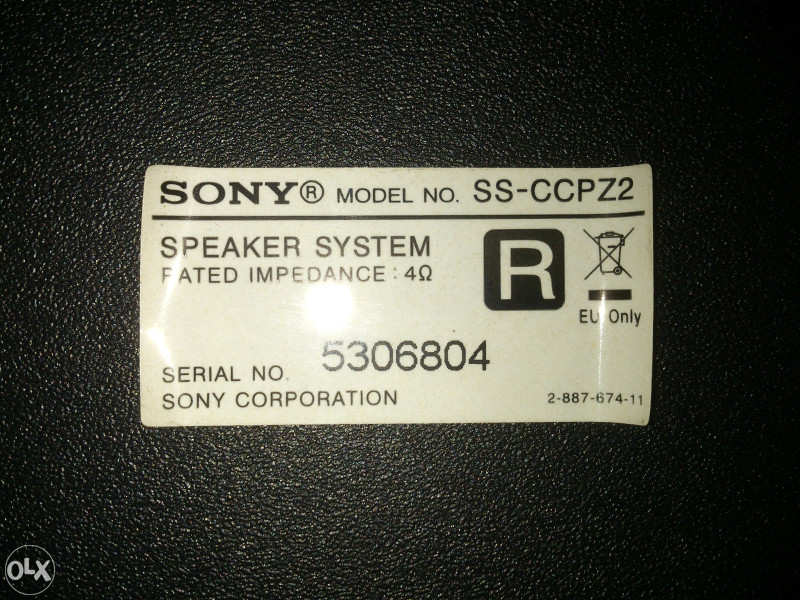 SONY® MODEL NO. SS-CCPZ2
SPEAKER SYSTEM
RATED IMPEDANCE : 4Ω
R
EU Only
SERIAL NO. 5306804
SONY CORPORATION
2-887-674-11
OLX